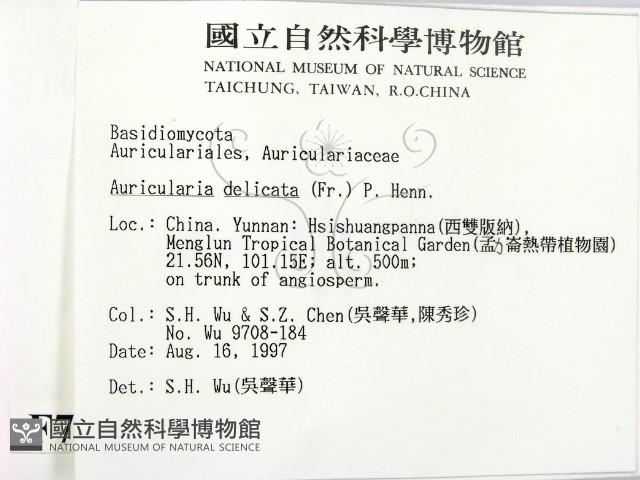 國立自然科學博物館
NATIONAL MUSEUM OF NATURAL SCIENCE
TAICHUNG, TAIWAN, R.O.CHINA
Basidiomycota
Auriculariales, Auriculariaceae
Auricularia delicata (Fr.) P. Henn.
Loc.: China. Yunnan: Hsishuangpanna(西雙版納),
Menglun Tropical Botanical Garden(孟力崙熱帶植物園)
21.56N, 101.15E; alt. 500m;
on trunk of angiosperm.
Col.: S.H. Wu & S.Z. Chen(吳聲華,陳秀珍)
No. Wu 9708-184
Date: Aug. 16, 1997
Det.: S.H. Wu(吳聲華)
國立自然科學博物館
NATIONAL MUSEUM OF NATURAL SCIENCE